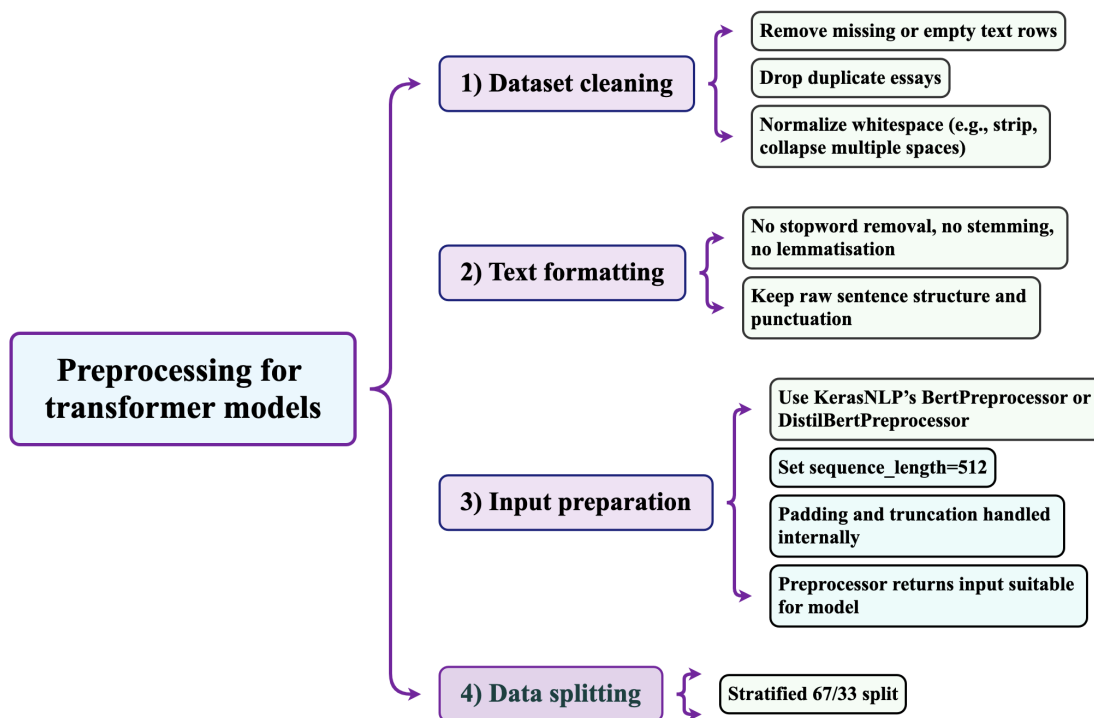 Preprocessing for
transformer models
1) Dataset cleaning
Remove missing or empty text rows
Drop duplicate essays
Normalize whitespace (e.g., strip,
collapse multiple spaces)
2) Text formatting
No stopword removal, no stemming,
no lemmatisation
Keep raw sentence structure and
punctuation
3) Input preparation
Use KerasNLP’s BertPreprocessor or
DistilBertPreprocessor
Set sequence_length=512
Padding and truncation handled
internally
Preprocessor returns input suitable
for model
4) Data splitting
Stratified 67/33 split